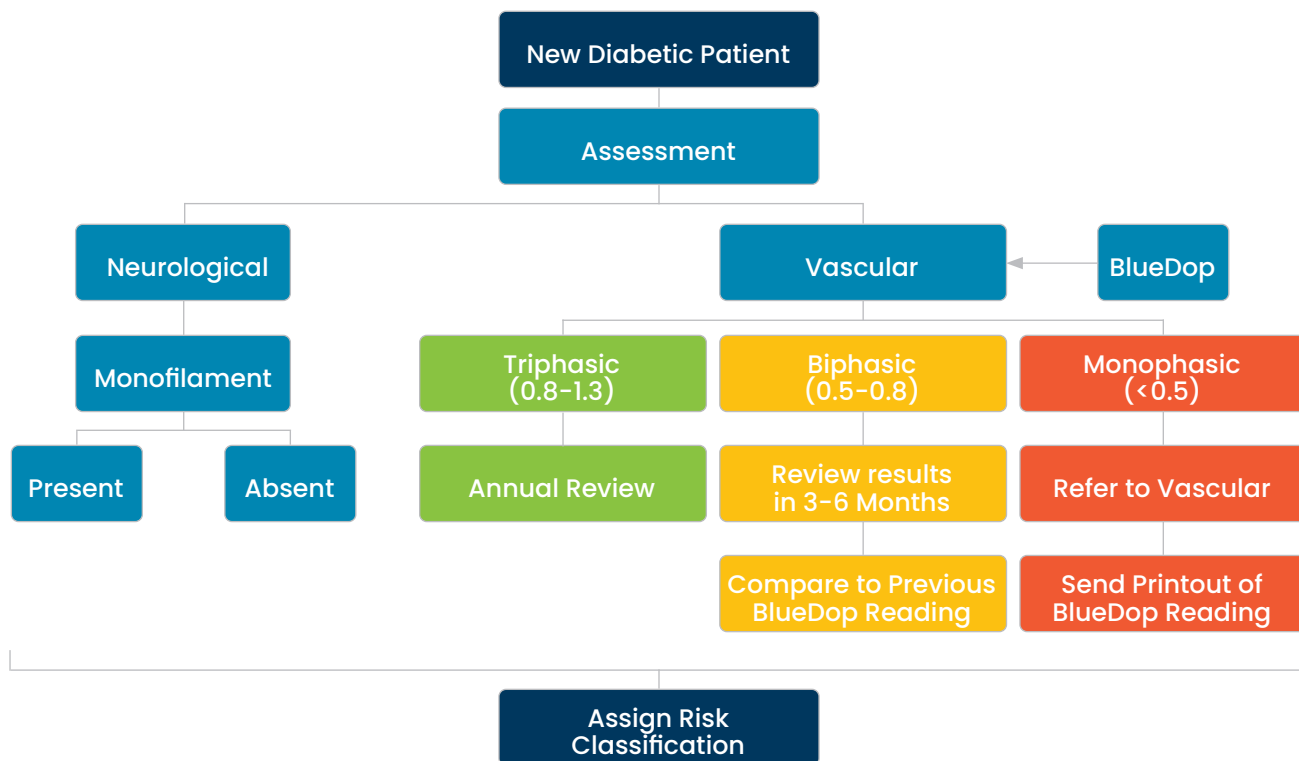 New Diabetic Patient
Assessment
Neurological
Vascular
BlueDop
Monofilament
Triphasic
(0.8-1.3)
Biphasic
(0.5-0.8)
Monophasic
(<0.5)
Present
Absent
Annual Review
Review results
in 3-6 Months
Refer to Vascular
Compare to Previous
BlueDop Reading
Send Printout of
BlueDop Reading
Assign Risk
Classification